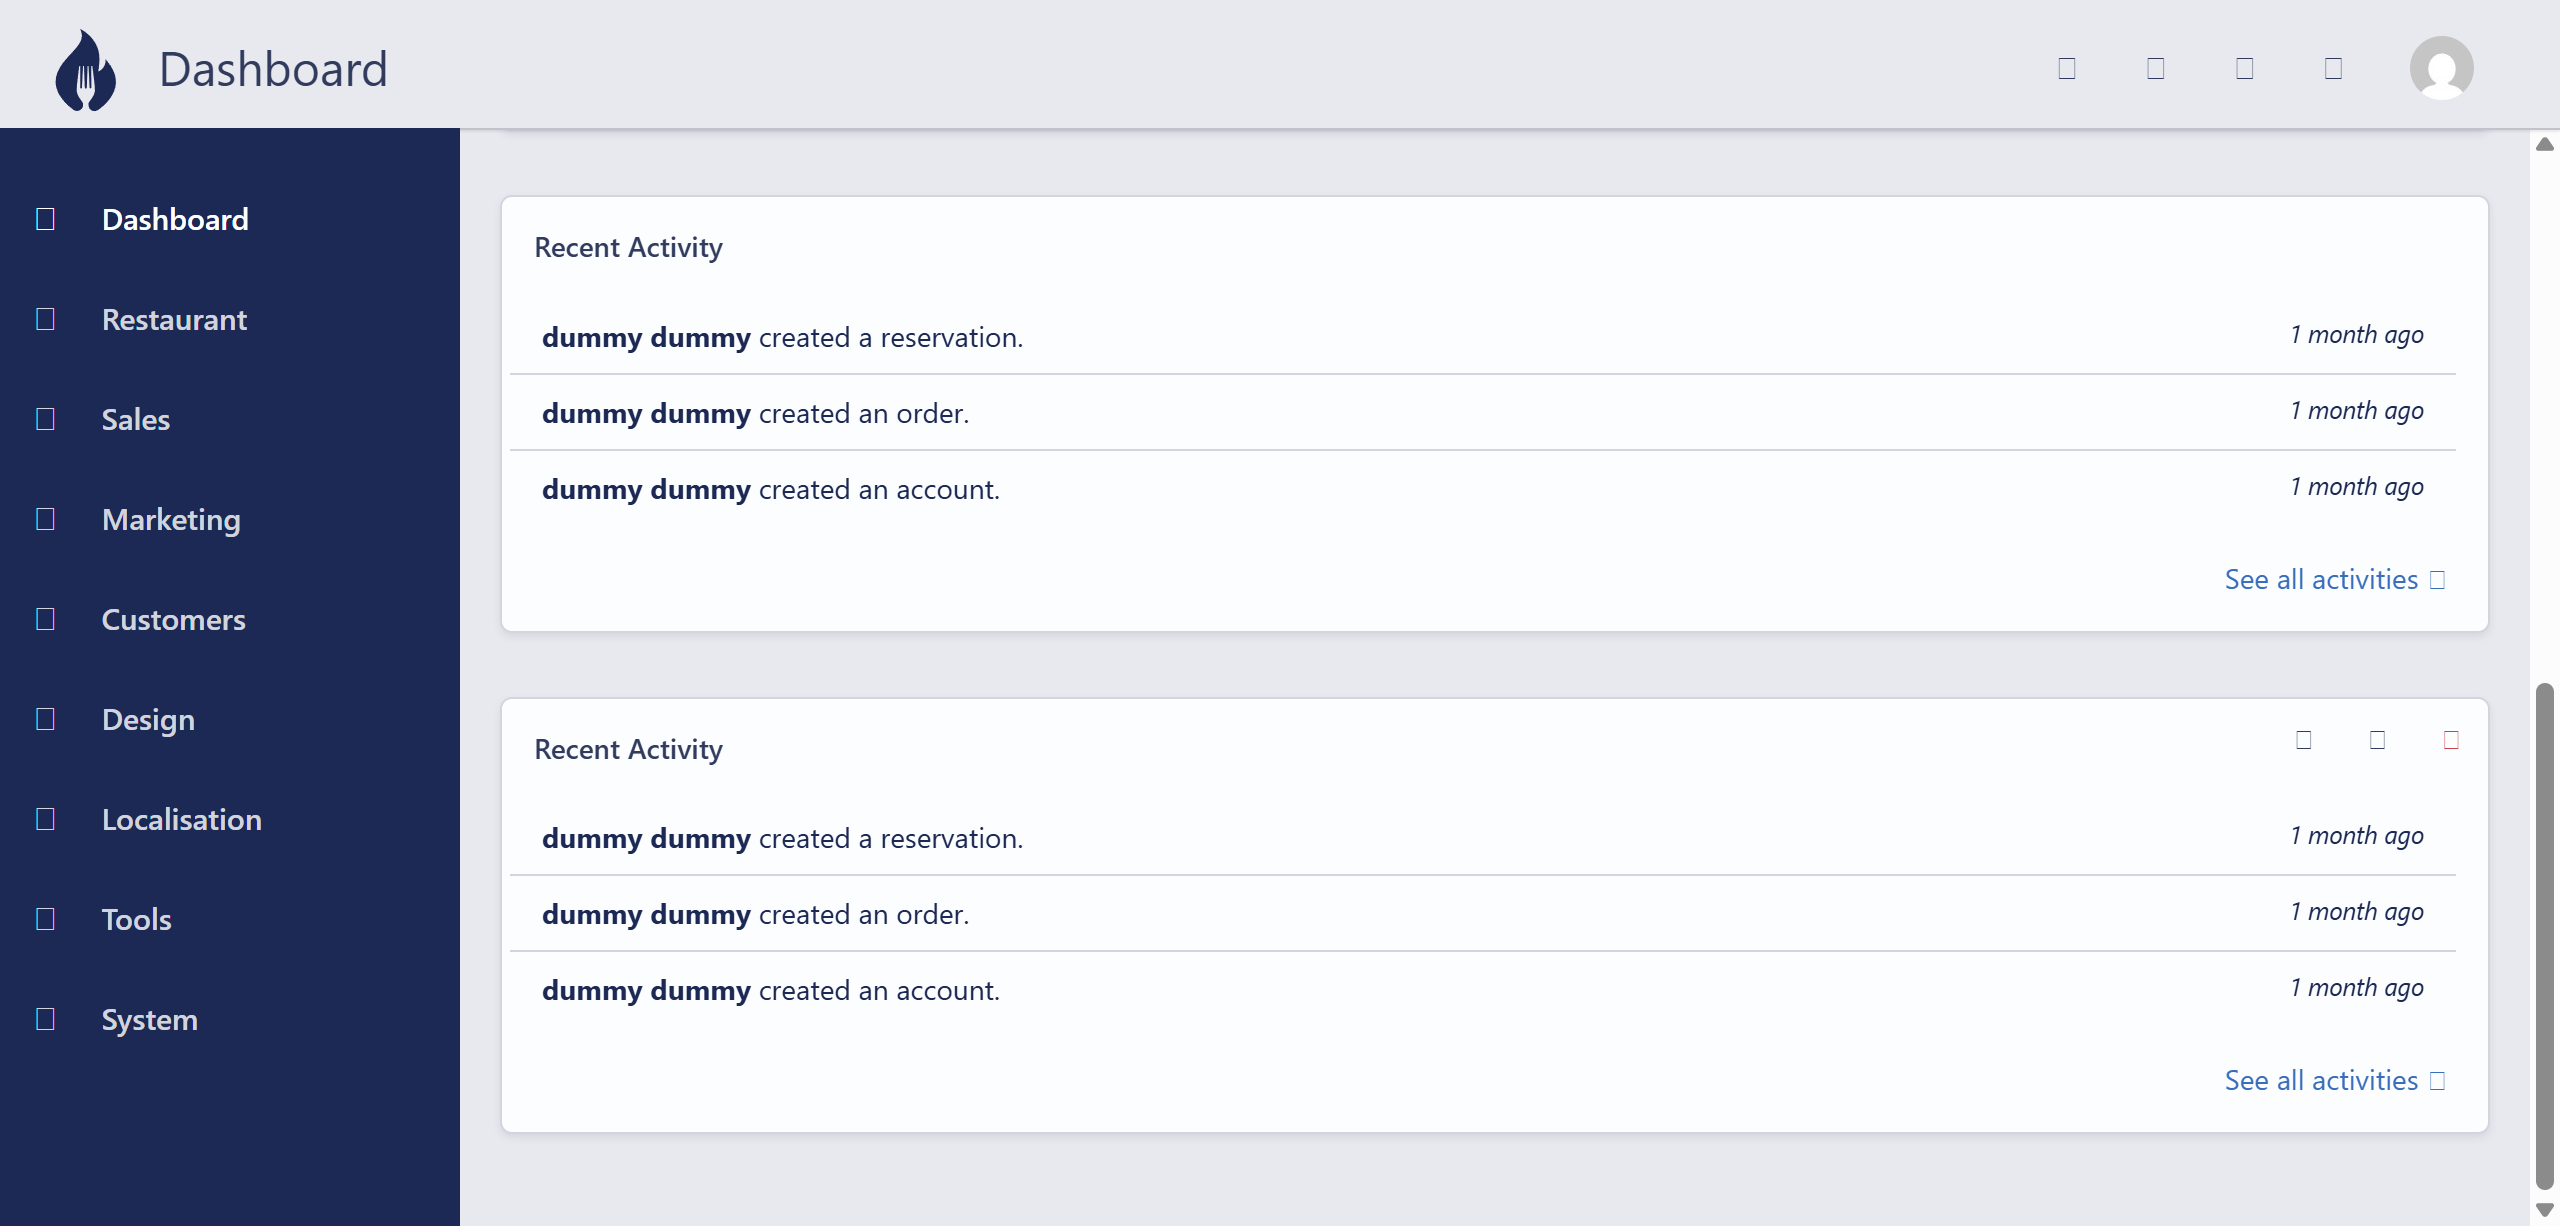 Dashboard
Dashboard
Restaurant
Sales
Marketing
Customers
Design
Localisation
Tools
System
Recent Activity
dummy dummy created a reservation. 1 month ago
dummy dummy created an order. 1 month ago
dummy dummy created an account. 1 month ago
See all activities
Recent Activity
dummy dummy created a reservation. 1 month ago
dummy dummy created an order. 1 month ago
dummy dummy created an account. 1 month ago
See all activities